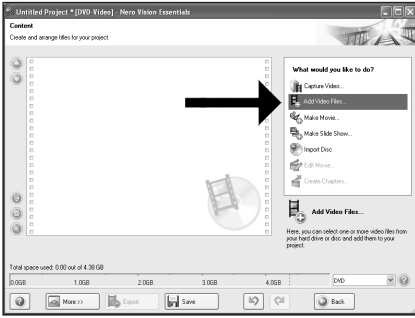 Untitled Project * [DVD-Video] - Nero Vision Essentials
Content
Create and arrange titles for your project.
What would you like to do?
Capture Video...
Add Video Files...
Make Movie...
Make Slide Show...
Import Disc
Edit Movie...
Create Chapters...
Add Video Files...
Here, you can select one or more video files from
your hard drive or disc and add them to your
project.
Total space used: 0.00 out of 4.38 GB
0.0GB 1.0GB 2.0GB 3.0GB 4.0GB DVD
More >> Export Save Back